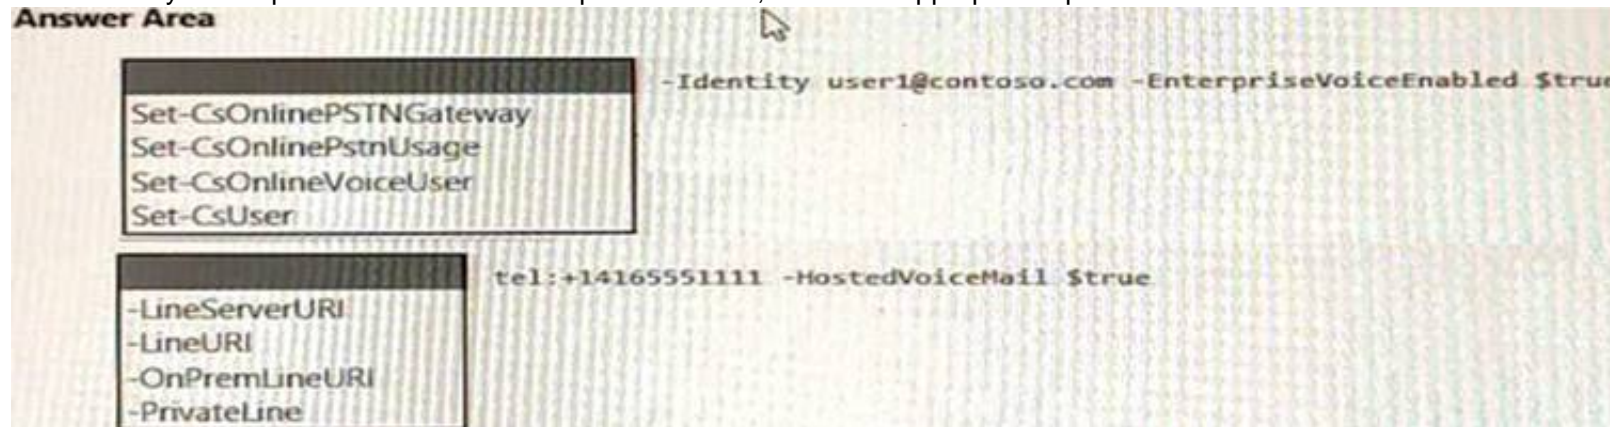 Answer Area
-Identity user1@contoso.com -EnterpriseVoiceEnabled $true
Set-CsOnlinePSTNGateway
Set-CsOnlinePstnUsage
Set-CsOnlineVoiceUser
Set-CsUser
tel:+14165551111 -HostedVoiceMail $true
-LineServerURI
-LineURI
-OnPremLineURI
-PrivateLine